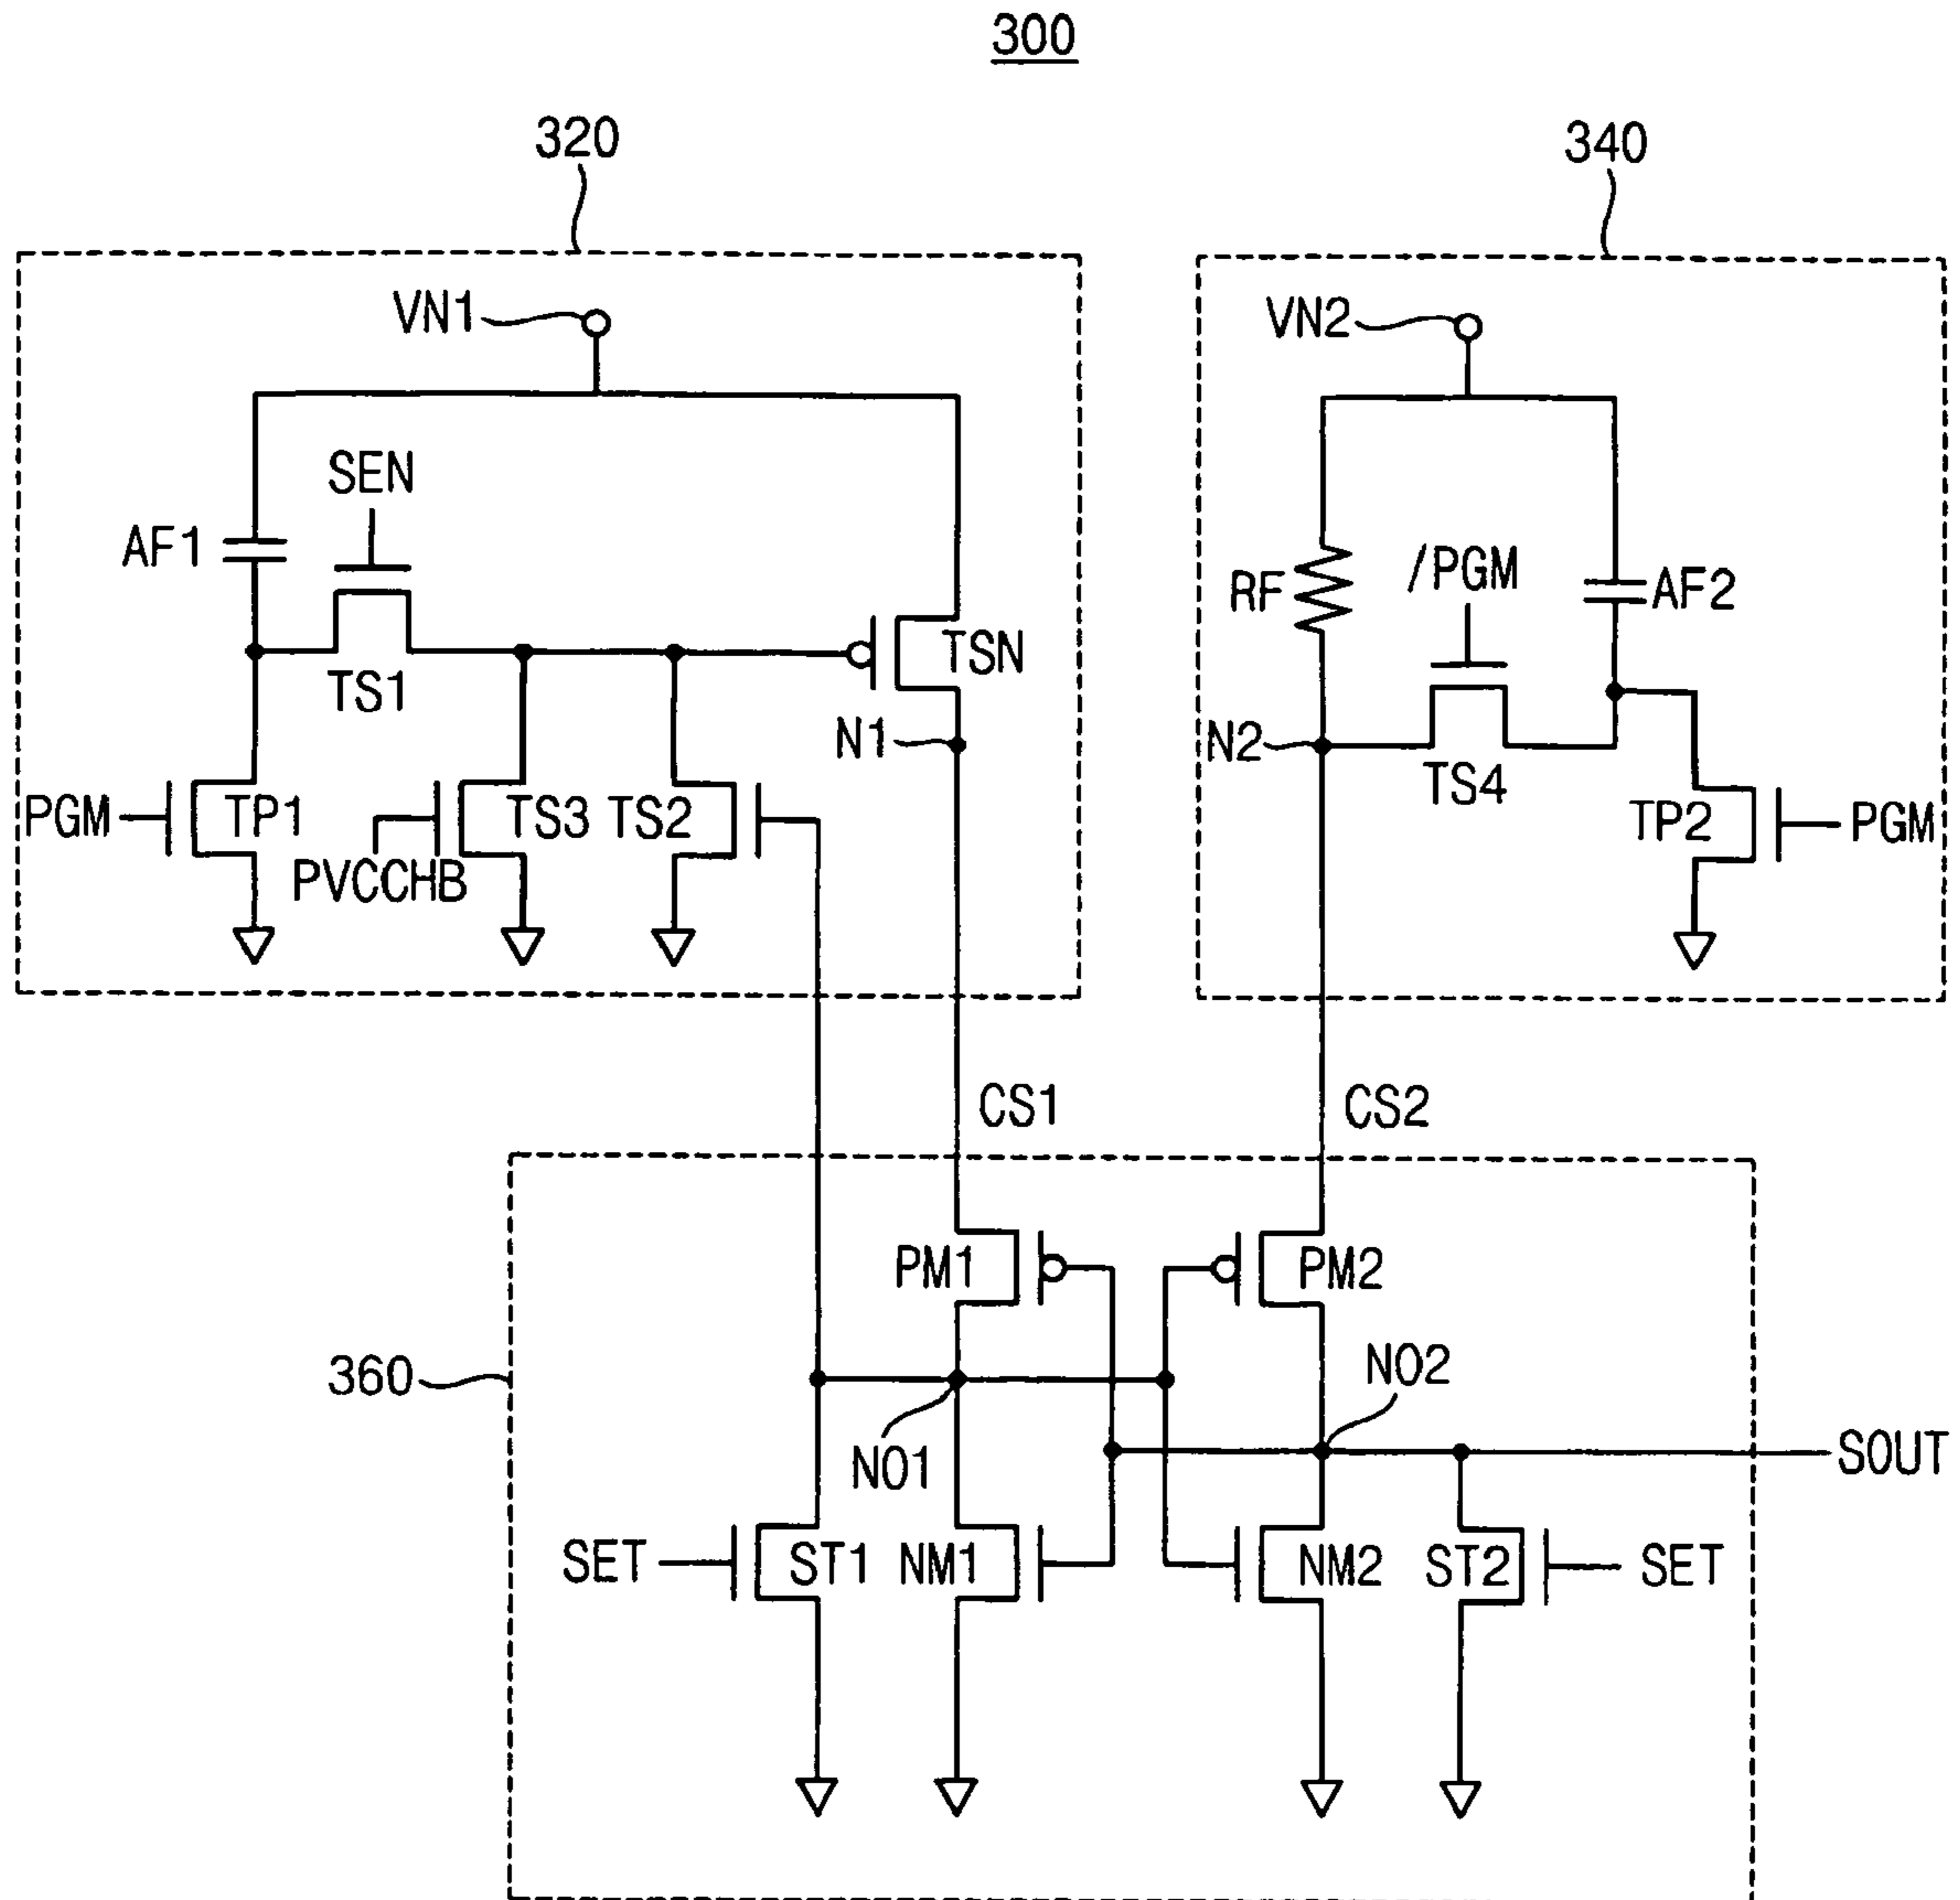 300
320
340
VN1
VN2
SEN
AF1
/PGM
RF
AF2
TSN
TS1
N1
N2
TS4
PGM
TP1
TS3
TS2
TP2
PGM
PVCCHB
CS1
CS2
PM1
PM2
360
NO2
NO1
SOUT
SET
ST1
NM1
NM2
ST2
SET